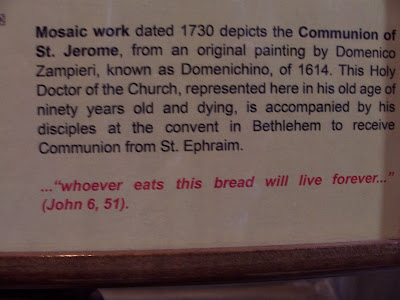 Mosaic work dated 1730 depicts the Communion of
St. Jerome, from an original painting by Domenico
Zampieri, known as Domenichino, of 1614. This Holy
Doctor of the Church, represented here in his old age of
ninety years old and dying, is accompanied by his
disciples at the convent in Bethlehem to receive
Communion from St. Ephraim.
..."whoever eats this bread will live forever..."
(John 6, 51).